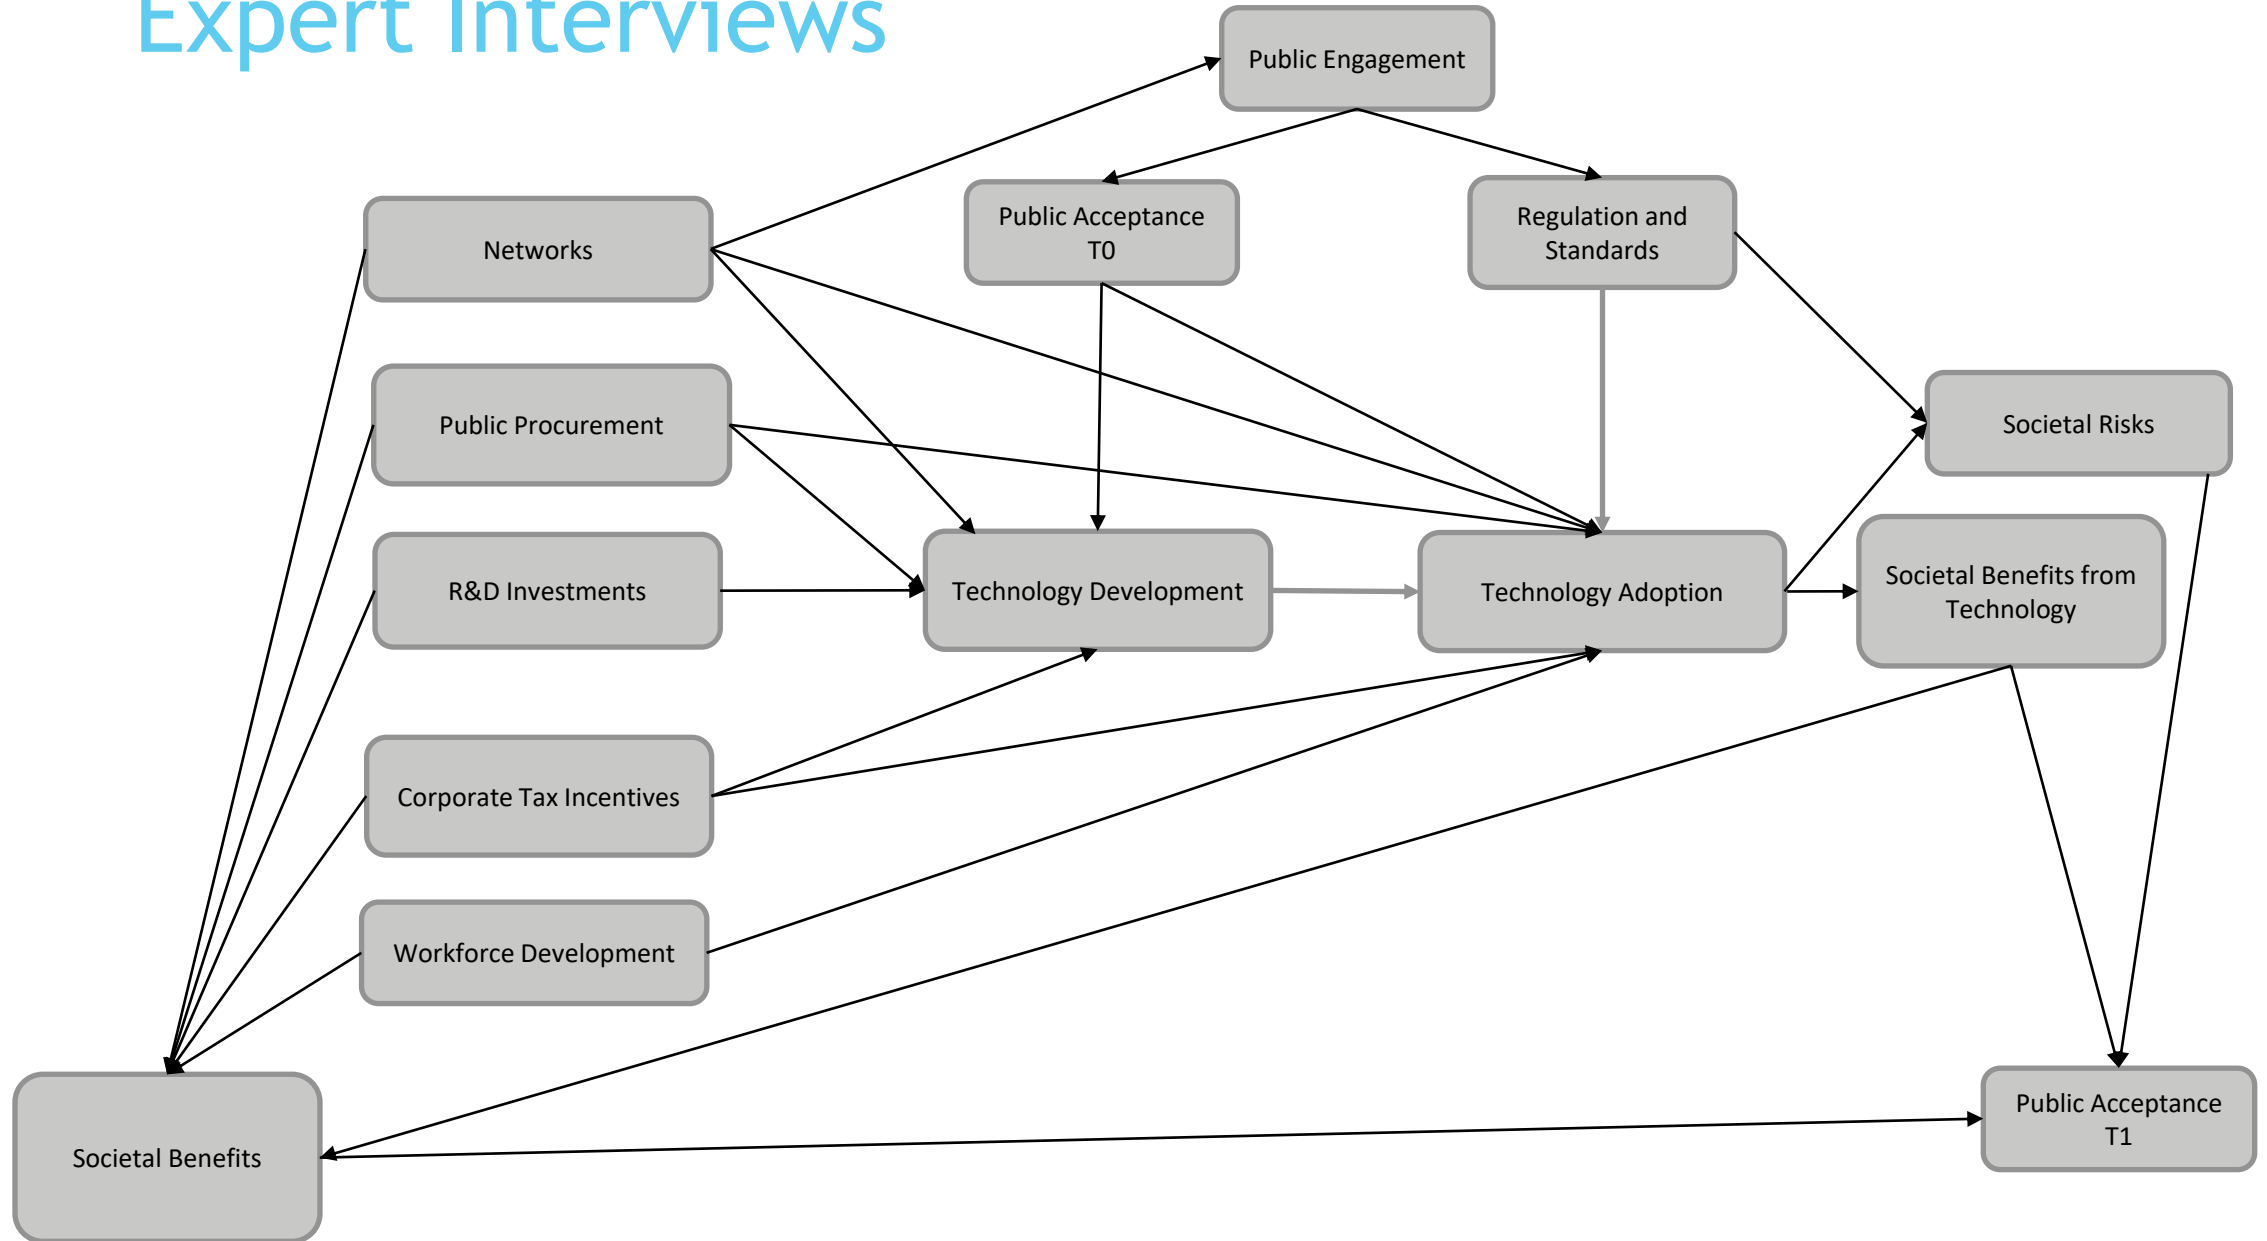 Expert Interviews
Public Engagement
Public Acceptance
T0
Regulation and
Standards
Networks
Public Procurement
Societal Risks
R&D Investments
Technology Development
Technology Adoption
Societal Benefits from
Technology
Corporate Tax Incentives
Workforce Development
Societal Benefits
Public Acceptance
T1